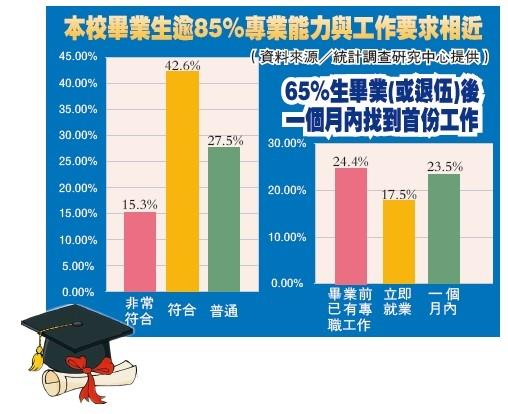 本校畢業生逾85%專業能力與工作要求相近
(資料來源／統計調查研究中心提供)
45.00%
40.00%
35.00%
30.00%
25.00%
20.00%
15.00%
10.00%
5.00%
0.00%
15.3%
42.6%
27.5%
非常
符合
符合
普通
65%生畢業(或退伍)後
一個月內找到首份工作
30.00%
20.00%
10.00%
0.00%
24.4%
17.5%
23.5%
畢業前
已有專
職工作
立即
就業
一個
月內